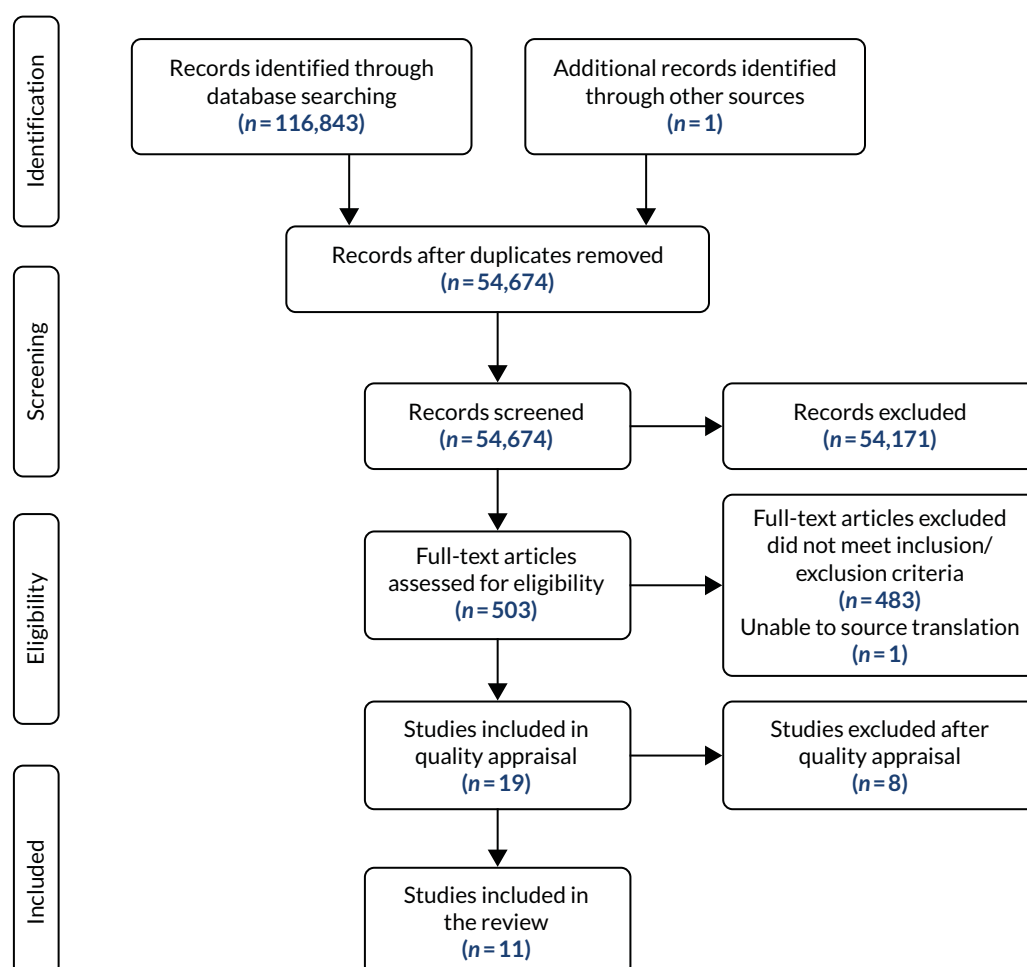 Identification
Records identified through
database searching
(n=116,843)
Additional records identified
through other sources
(n=1)
Records after duplicates removed
(n=54,674)
Screening
Records screened
(n=54,674)
Records excluded
(n=54,171)
Eligibility
Full-text articles
assessed for eligibility
(n=503)
Full-text articles excluded
did not meet inclusion/
exclusion criteria
(n=483)
Unable to source translation
(n=1)
Studies included in
quality appraisal
(n=19)
Studies excluded after
quality appraisal
(n=8)
Included
Studies included in
the review
(n=11)